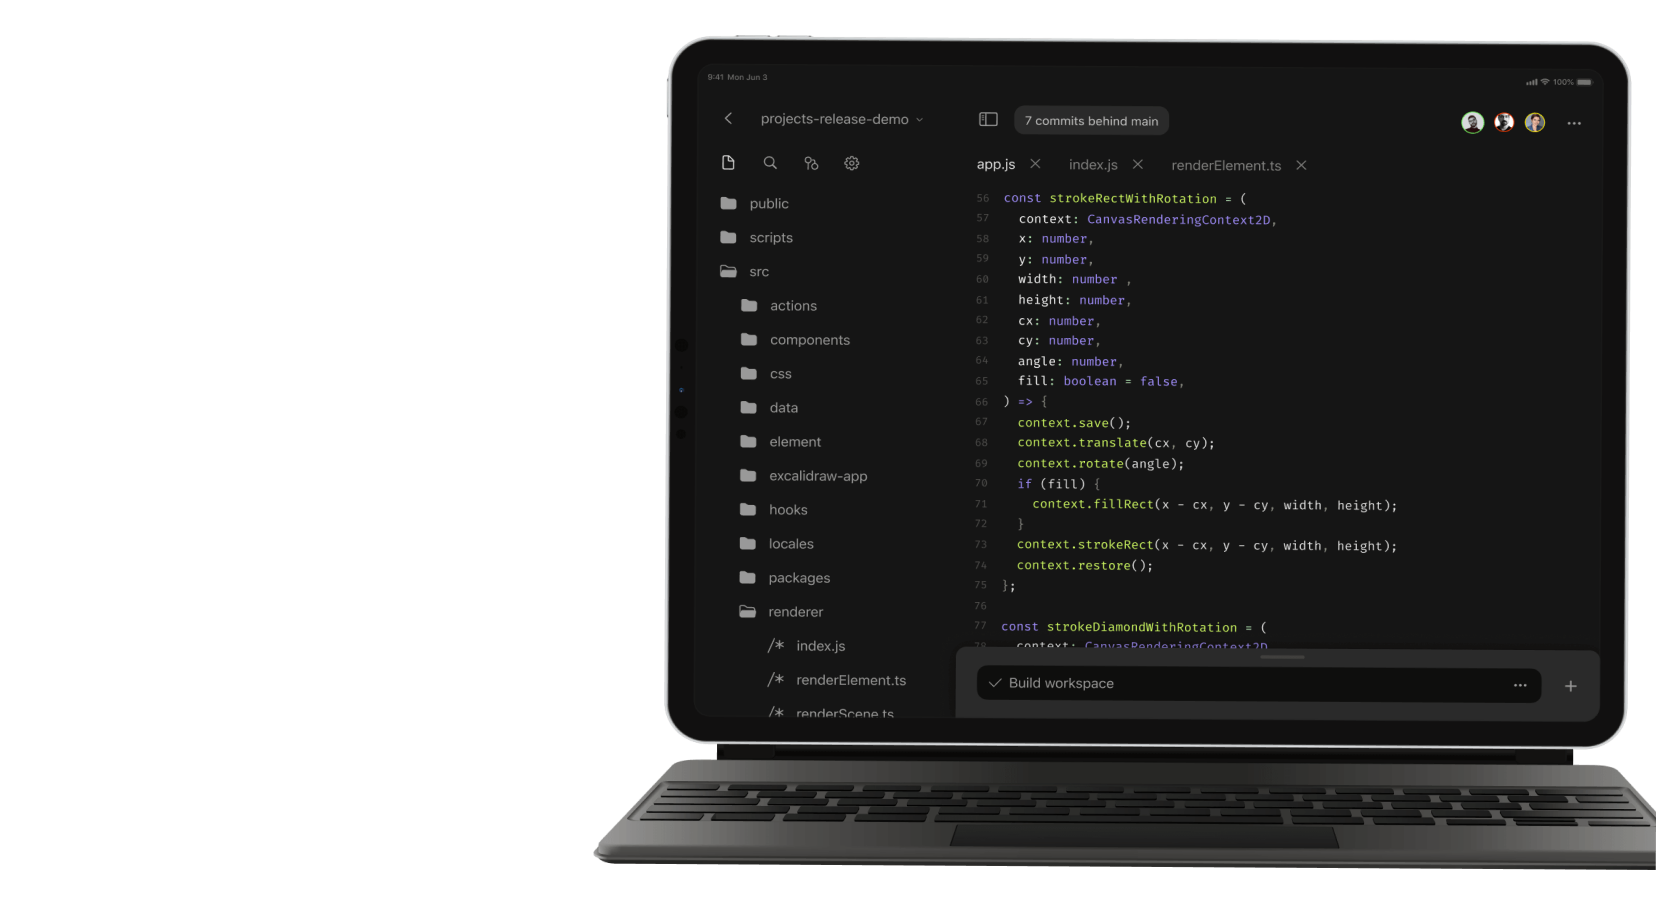 9:41 Mon Jun 3
100%
projects-release-demo
7 commits behind main
app.js
index.js
renderElement.ts
public
scripts
src
actions
components
css
data
element
excalidraw-app
hooks
locales
packages
renderer
/* index.js
/* renderElement.ts
/* renderScene.ts
56 const strokeRectWithRotation = (
57 context: CanvasRenderingContext2D,
58 x: number,
59 y: number,
60 width: number ,
61 height: number,
62 cx: number,
63 cy: number,
64 angle: number,
65 fill: boolean = false,
66 ) => {
67 context.save();
68 context.translate(cx, cy);
69 context.rotate(angle);
70 if (fill) {
71 context.fillRect(x - cx, y - cy, width, height);
72 }
73 context.strokeRect(x - cx, y - cy, width, height);
74 context.restore();
75 };
76
77 const strokeDiamondWithRotation = (
78 context: CanvasRenderingContext2D
Build workspace